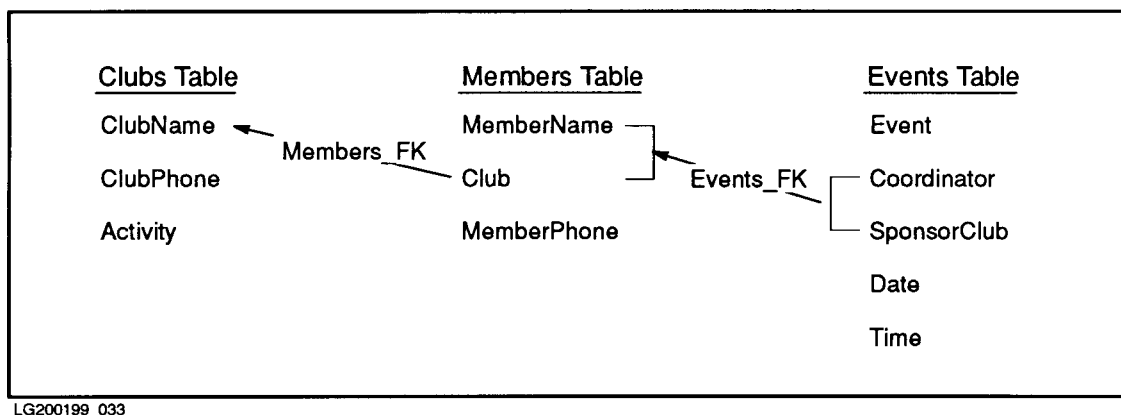 Clubs Table
Members Table
Events Table
ClubName
MemberName
Event
Members_FK
ClubPhone
Club
Events_FK
Coordinator
Activity
MemberPhone
SponsorClub
Date
Time
LG200199_033